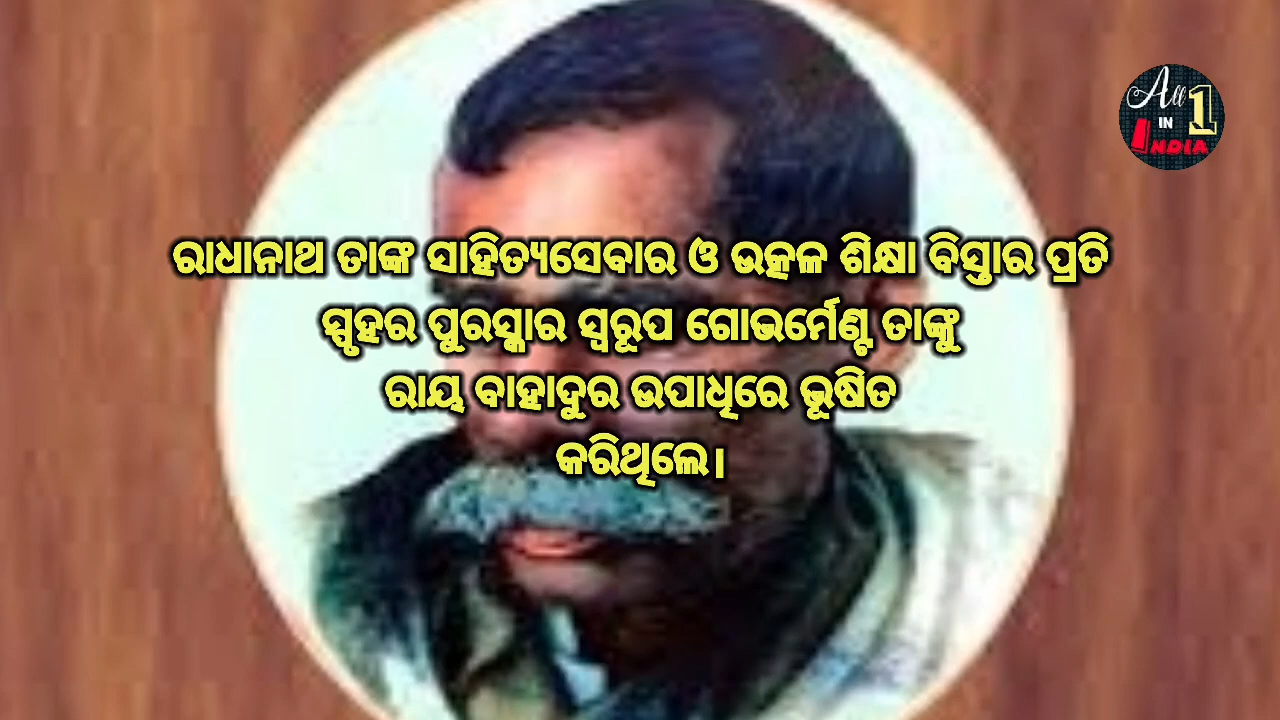 All
IN 1
INDIA
ରାଧାନାଥ ତାଙ୍କ ସାହିତ୍ୟସେବାର ଓ ଉତ୍କଳ ଶିକ୍ଷା ବିସ୍ତାର ପ୍ରତି
ସ୍ପୃହର ପୁରସ୍କାର ସ୍ୱରୂପ ଗୋଭର୍ମେଣ୍ଟ ତାଙ୍କୁ
ରାୟ ବାହାଦୁର ଉପାଧିରେ ଭୂଷିତ
କରିଥିଲେ।